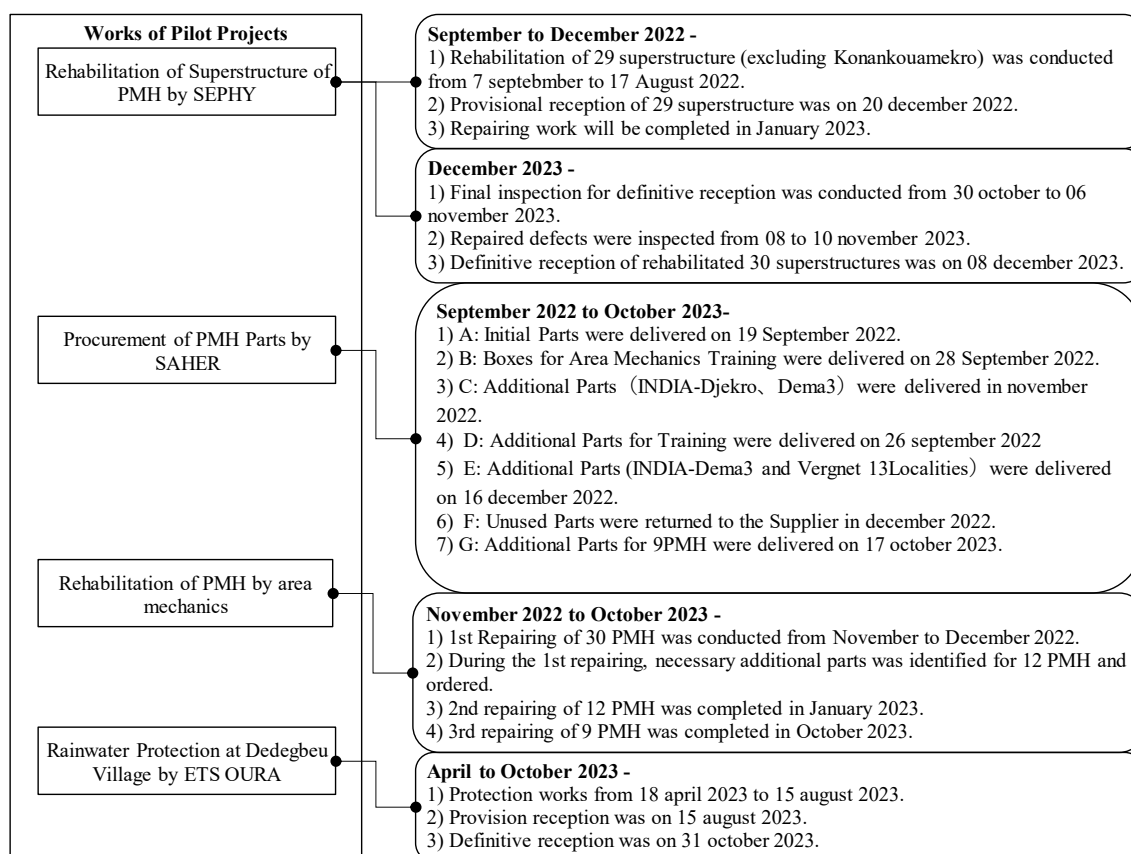 Works of Pilot Projects
Rehabilitation of Superstructure of
PMH by SEPHY
September to December 2022 -
1) Rehabilitation of 29 superstructure (excluding Konankouamekro) was conducted
from 7 septebmber to 17 August 2022.
2) Provisional reception of 29 superstructure was on 20 december 2022.
3) Repairing work will be completed in January 2023.
December 2023 -
1) Final inspection for definitive reception was conducted from 30 october to 06
november 2023.
2) Repaired defects were inspected from 08 to 10 november 2023.
3) Definitive reception of rehabilitated 30 superstructures was on 08 december 2023.
Procurement of PMH Parts by
SAHER
September 2022 to October 2023-
1) A: Initial Parts were delivered on 19 September 2022.
2) B: Boxes for Area Mechanics Training were delivered on 28 September 2022.
3) C: Additional Parts（INDIA-Djekro、Dema3) were delivered in november
2022.
4) D: Additional Parts for Training were delivered on 26 september 2022
5) E: Additional Parts (INDIA-Dema3 and Vergnet 13Localities）were delivered
on 16 december 2022.
6) F: Unused Parts were returned to the Supplier in december 2022.
7) G: Additional Parts for 9PMH were delivered on 17 october 2023.
Rehabilitation of PMH by area
mechanics
November 2022 to October 2023 -
1) 1st Repairing of 30 PMH was conducted from November to December 2022.
2) During the 1st repairing, necessary additional parts was identified for 12 PMH and
ordered.
3) 2nd repairing of 12 PMH was completed in January 2023.
4) 3rd repairing of 9 PMH was completed in October 2023.
Rainwater Protection at Dedegbeu
Village by ETS OURA
April to October 2023 -
1) Protection works from 18 april 2023 to 15 august 2023.
2) Provision reception was on 15 august 2023.
3) Definitive reception was on 31 october 2023.